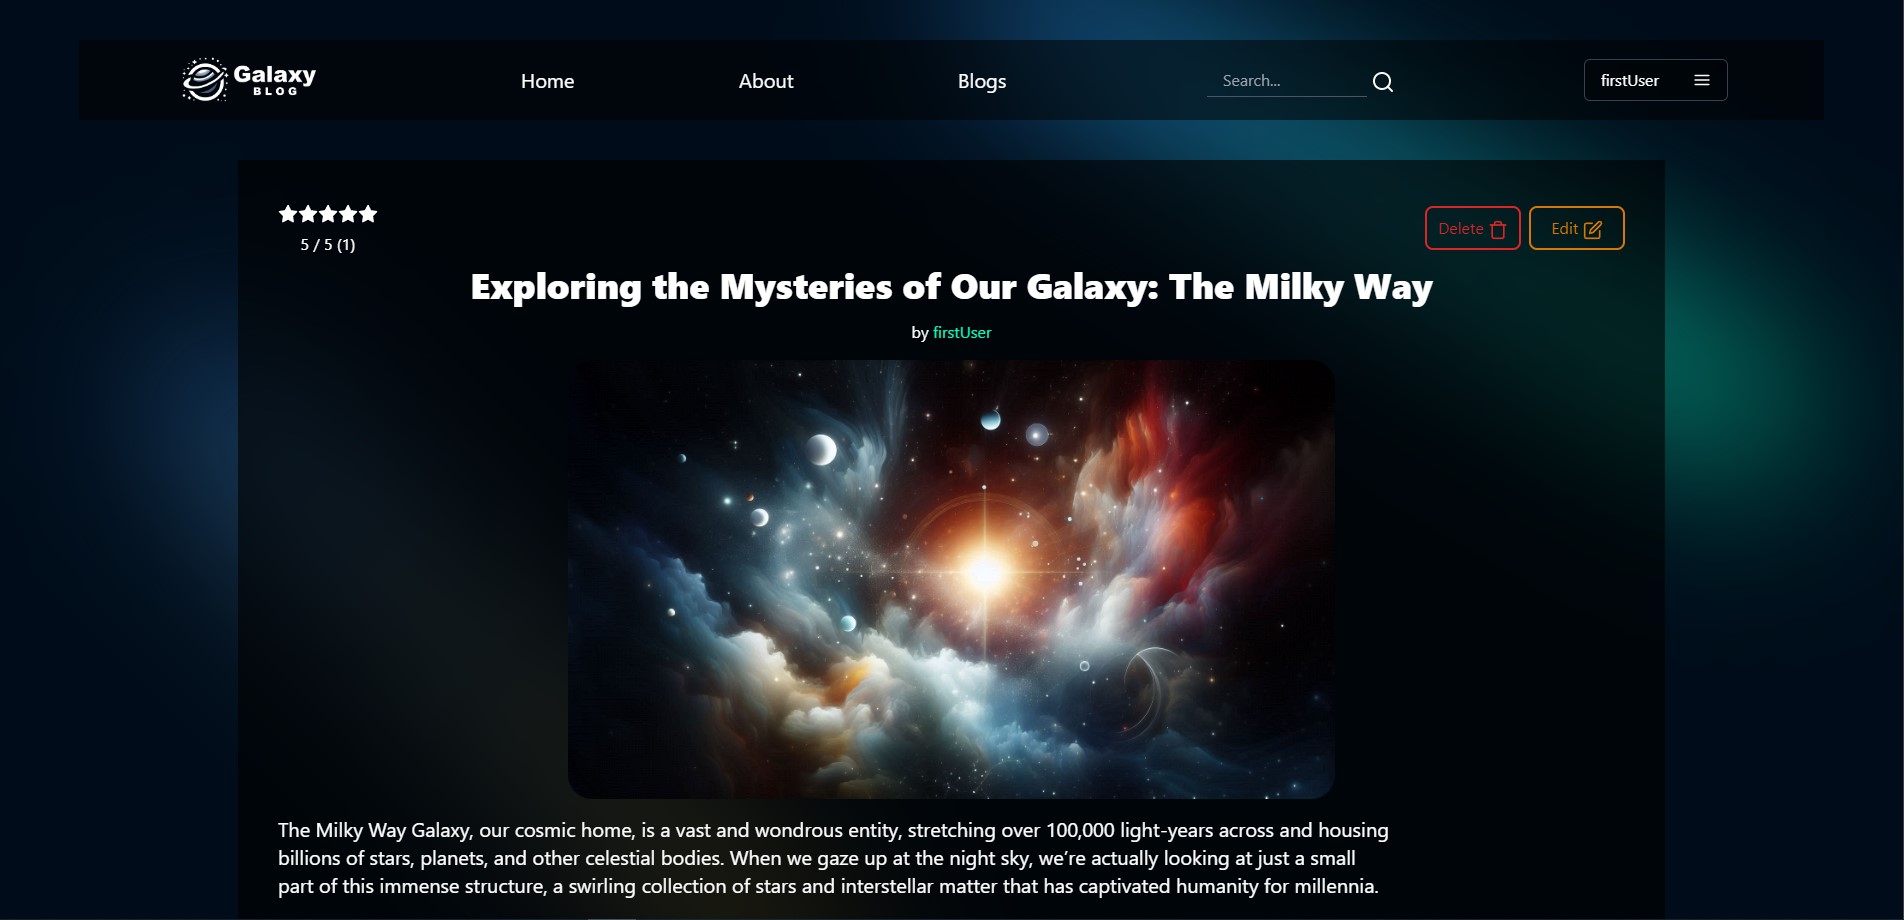 Galaxy
BLOG
Home
About
Blogs
Search...
firstUser
5 / 5 (1)
Delete
Edit
Exploring the Mysteries of Our Galaxy: The Milky Way
by firstUser
The Milky Way Galaxy, our cosmic home, is a vast and wondrous entity, stretching over 100,000 light-years across and housing
billions of stars, planets, and other celestial bodies. When we gaze up at the night sky, we’re actually looking at just a small
part of this immense structure, a swirling collection of stars and interstellar matter that has captivated humanity for millennia.